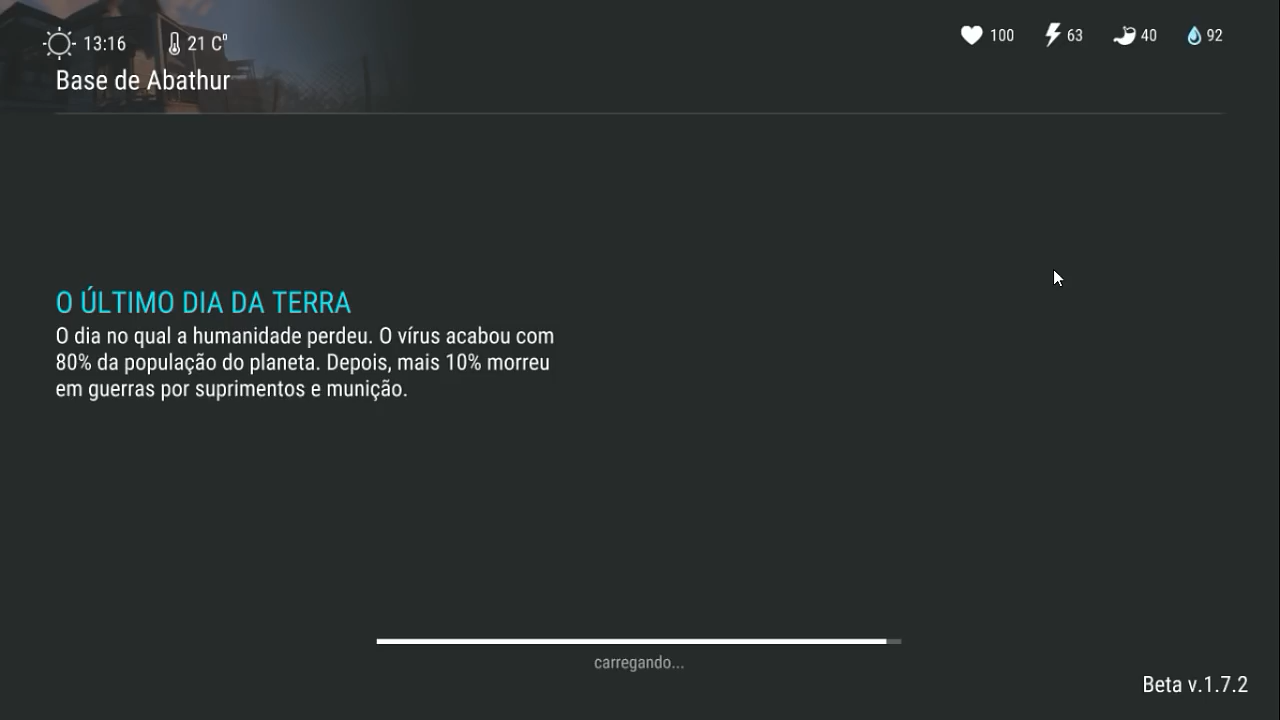 13:16
21 Cº
100
63
40
92
Base de Abathur
O ÚLTIMO DIA DA TERRA
O dia no qual a humanidade perdeu. O vírus acabou com
80% da população do planeta. Depois, mais 10% morreu
em guerras por suprimentos e munição.
carregando...
Beta v.1.7.2